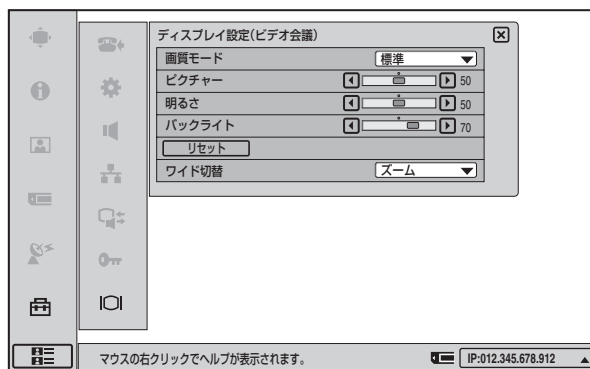 ディスプレイ設定(ビデオ会議)
画質モード 標準
ピクチャー 50
明るさ 50
バックライト 70
リセット
ワイド切替 ズーム
マウスの右クリックでヘルプが表示されます。 IP:012.345.678.912